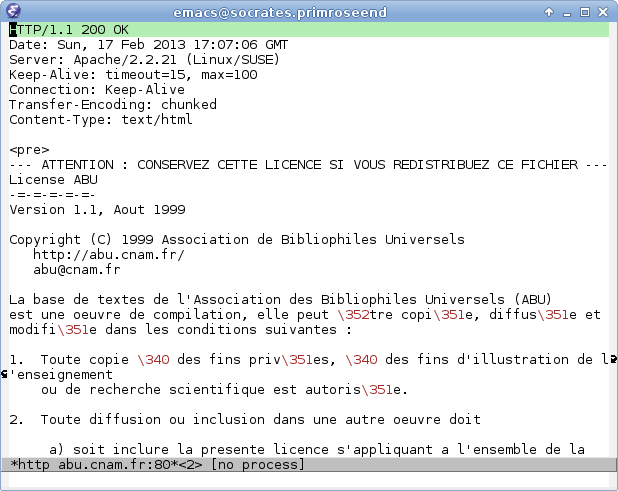 emacs@socrates.primroseend
HTTP/1.1 200 OK
Date: Sun, 17 Feb 2013 17:07:06 GMT
Server: Apache/2.2.21 (Linux/SUSE)
Keep-Alive: timeout=15, max=100
Connection: Keep-Alive
Transfer-Encoding: chunked
Content-Type: text/html
<pre>
--- ATTENTION : CONSERVEZ CETTE LICENCE SI VOUS REDISTRIBUEZ CE FICHIER ---
License ABU
-=-=-=-=-=-
Version 1.1, Aout 1999
Copyright (C) 1999 Association de Bibliophiles Universels
http://abu.cnam.fr/
abu@cnam.fr
La base de textes de l'Association des Bibliophiles Universels (ABU)
est une oeuvre de compilation, elle peut \352tre copi\351e, diffus\351e et
modifi\351e dans les conditions suivantes :
1.  Toute copie \340 des fins priv\351es, \340 des fins d'illustration de l
'enseignement
ou de recherche scientifique est autoris\351e.
2.  Toute diffusion ou inclusion dans une autre oeuvre doit
a) soit inclure la presente licence s'appliquant a l'ensemble de la
*http abu.cnam.fr:80*<2> [no process]